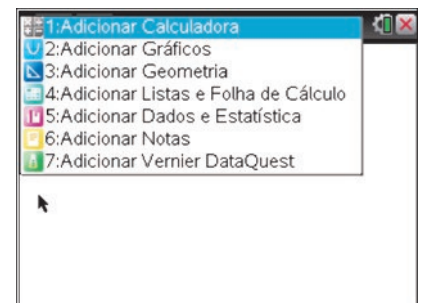 1:Adicionar Calculadora
2:Adicionar Gráficos
3:Adicionar Geometria
4:Adicionar Listas e Folha de Cálculo
5:Adicionar Dados e Estatística
6:Adicionar Notas
7:Adicionar Vernier DataQuest